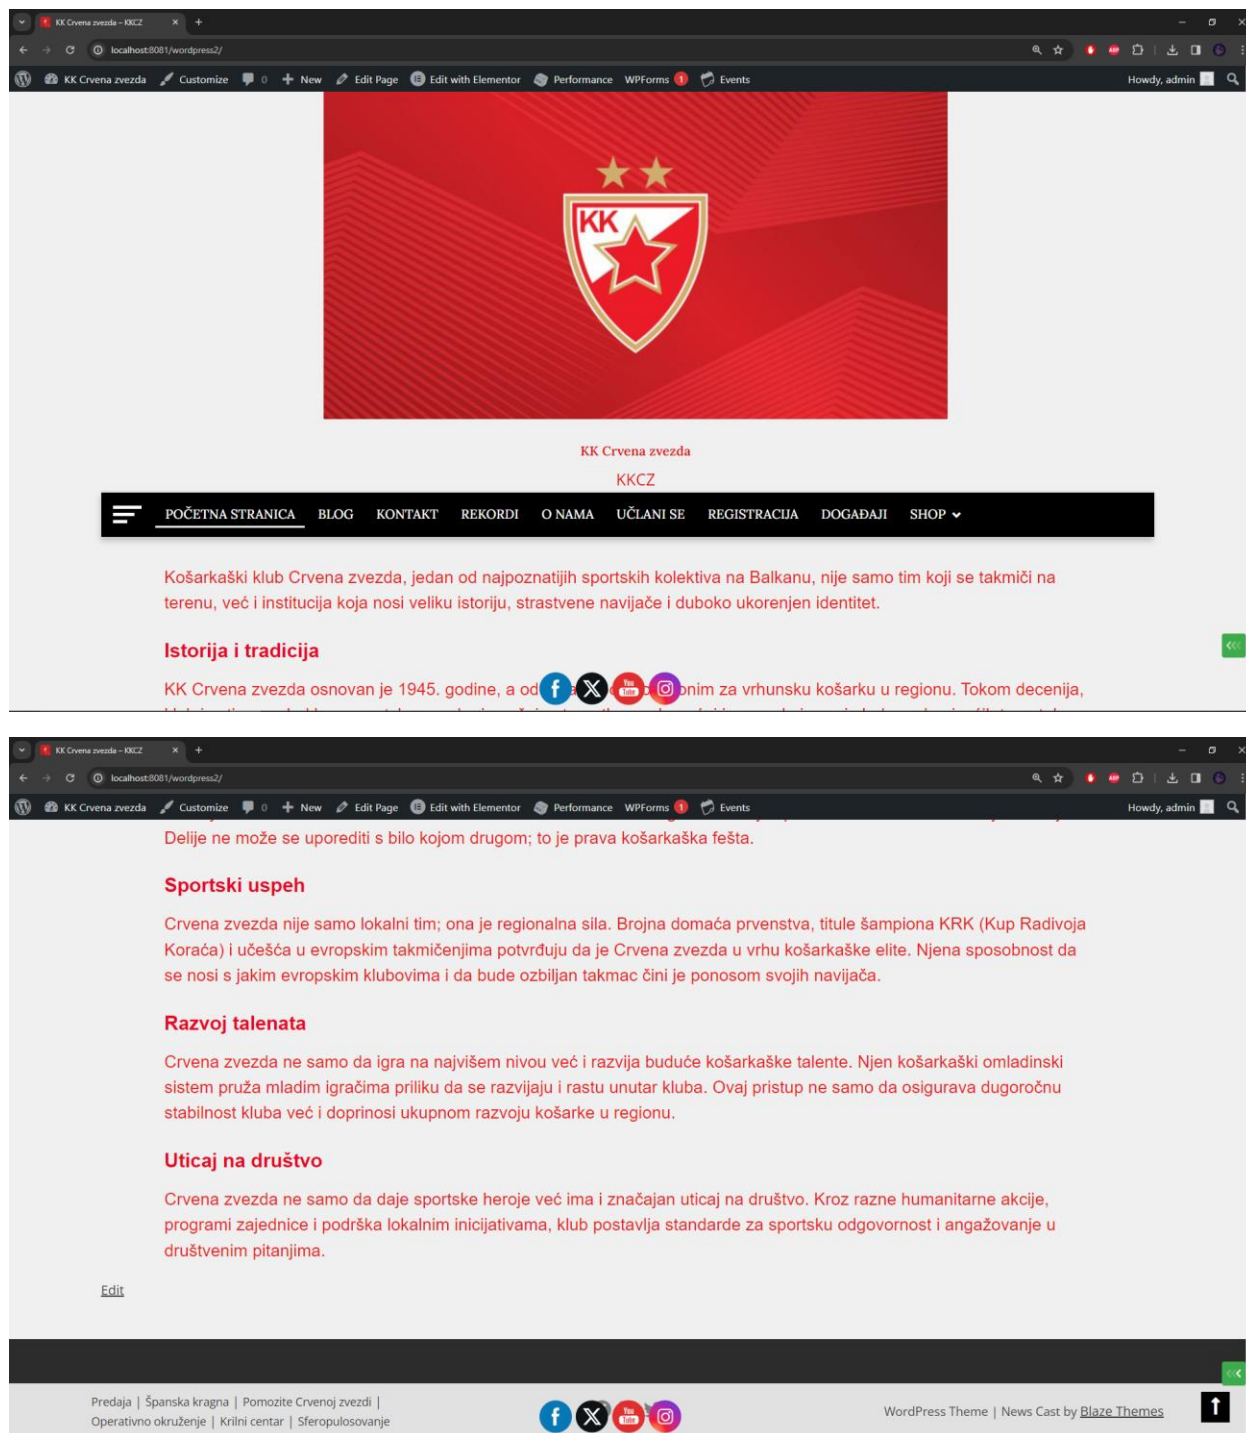 KK Crvena zvezda – KKCZ
localhost:8081/wordpress2/
KK Crvena zvezda Customize 0 New Edit Page Edit with Elementor Performance WPForms 1 Events Howdy, admin
KK
KK Crvena zvezda
KKCZ
POČETNA STRANICA BLOG KONTAKT REKORDI O NAMA UČLANI SE REGISTRACIJA DOGAĐAJI SHOP
Košarkaški klub Crvena zvezda, jedan od najpoznatijih sportskih kolektiva na Balkanu, nije samo tim koji se takmiči na
terenu, već i institucija koja nosi veliku istoriju, strastvene navijače i duboko ukorenjen identitet.
Istorija i tradicija
KK Crvena zvezda osnovan je 1945. godine, a od za vrhunsku košarku u regionu. Tokom decenija,
KK Crvena zvezda – KKCZ
localhost:8081/wordpress2/
KK Crvena zvezda Customize 0 New Edit Page Edit with Elementor Performance WPForms 1 Events Howdy, admin
Delije ne može se uporediti s bilo kojom drugom; to je prava košarkaška fešta.
Sportski uspeh
Crvena zvezda nije samo lokalni tim; ona je regionalna sila. Brojna domaća prvenstva, titule šampiona KRK (Kup Radivoja
Koraća) i učešća u evropskim takmičenjima potvrđuju da je Crvena zvezda u vrhu košarkaške elite. Njena sposobnost da
se nosi s jakim evropskim klubovima i da bude ozbiljan takmac čini je ponosom svojih navijača.
Razvoj talenata
Crvena zvezda ne samo da igra na najvišem nivou već i razvija buduće košarkaške talente. Njen košarkaški omladinski
sistem pruža mladim igračima priliku da se razvijaju i rastu unutar kluba. Ovaj pristup ne samo da osigurava dugoročnu
stabilnost kluba već i doprinosi ukupnom razvoju košarke u regionu.
Uticaj na društvo
Crvena zvezda ne samo da daje sportske heroje već ima i značajan uticaj na društvo. Kroz razne humanitarne akcije,
programi zajednice i podrška lokalnim inicijativama, klub postavlja standarde za sportsku odgovornost i angažovanje u
društvenim pitanjima.
Edit
Predaja | Španska kragna | Pomozite Crvenoj zvezdi |
Operativno okruženje | Krilni centar | Sferopulosovanje
WordPress Theme | News Cast by Blaze Themes